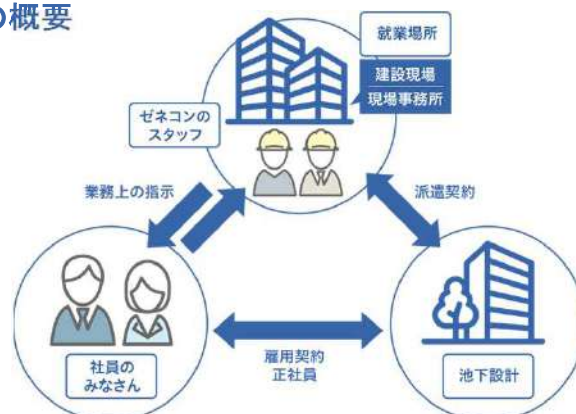 の概要
就業場所
建設現場
現場事務所
ゼネコンの
スタッフ
業務上の指示
派遣契約
社員の
みなさん
雇用契約
正社員
池下設計